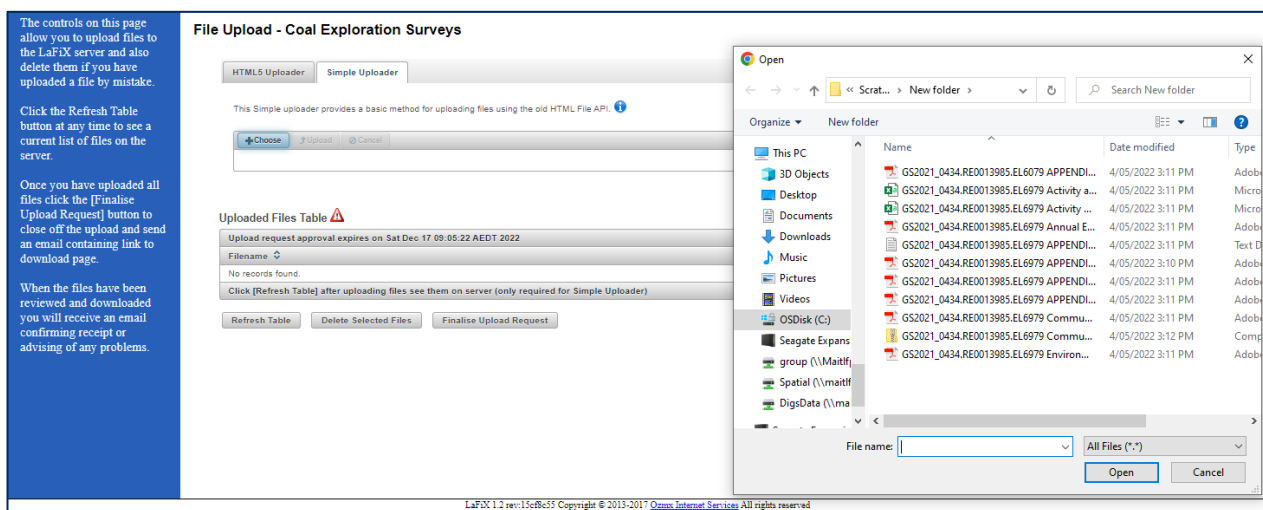 The controls on this page
allow you to upload files to
the LaFiX server and also
delete them if you have
uploaded a file by mistake.
Click the Refresh Table
button at any time to see a
current list of files on the
server.
Once you have uploaded all
files click the [Finalise
Upload Request] button to
close off the upload and send
an email containing link to
download page.
When the files have been
reviewed and downloaded
you will receive an email
confirming receipt or
advising of any problems.
File Upload - Coal Exploration Surveys
HTML5 Uploader Simple Uploader
This Simple uploader provides a basic method for uploading files using the old HTML File API.
Choose Upload Cancel
Uploaded Files Table
Upload request approval expires on Sat Dec 17 09:05:22 AEDT 2022
Filename
No records found.
Click [Refresh Table] after uploading files see them on server (only required for Simple Uploader)
Refresh Table Delete Selected Files Finalise Upload Request
Open
« Scrat... › New folder › Search New folder
Organize New folder
This PC
3D Objects
Desktop
Documents
Downloads
Music
Pictures
Videos
OSDisk (C:)
Seagate Expans
group (\\Maitlf
Spatial (\\maitlf
DigsData (\\ma
Name Date modified Type
GS2021_0434.RE0013985.EL6079 APPENDI... 4/05/2022 3:11 PM Adob
GS2021_0434.RE0013985.EL6979 Activity a... 4/05/2022 3:11 PM Micro
GS2021_0434.RE0013985.EL6079 Activity ... 4/05/2022 3:11 PM Micro
GS2021_0434.RE0013985.EL6979 Annual E... 4/05/2022 3:11 PM Adob
GS2021_0434.RE0013985.EL6979 APPENDI... 4/05/2022 3:11 PM Text D
GS2021_0434.RE0013985.EL6979 APPENDI... 4/05/2022 3:10 PM Adob
GS2021_0434.RE0013985.EL6979 APPENDI... 4/05/2022 3:11 PM Adob
GS2021_0434.RE0013985.EL6979 APPENDI... 4/05/2022 3:11 PM Adob
GS2021_0434.RE0013985.EL6979 Commu... 4/05/2022 3:11 PM Adob
GS2021_0434.RE0013985.EL6979 Commu... 4/05/2022 3:12 PM Comp
GS2021_0434.RE0013985.EL6979 Environ... 4/05/2022 3:11 PM Adob
File name: All Files (*.*)
Open Cancel
LaFiX 1.2 rev:15cf8c55 Copyright © 2013-2017 Ozmx Internet Services All rights reserved